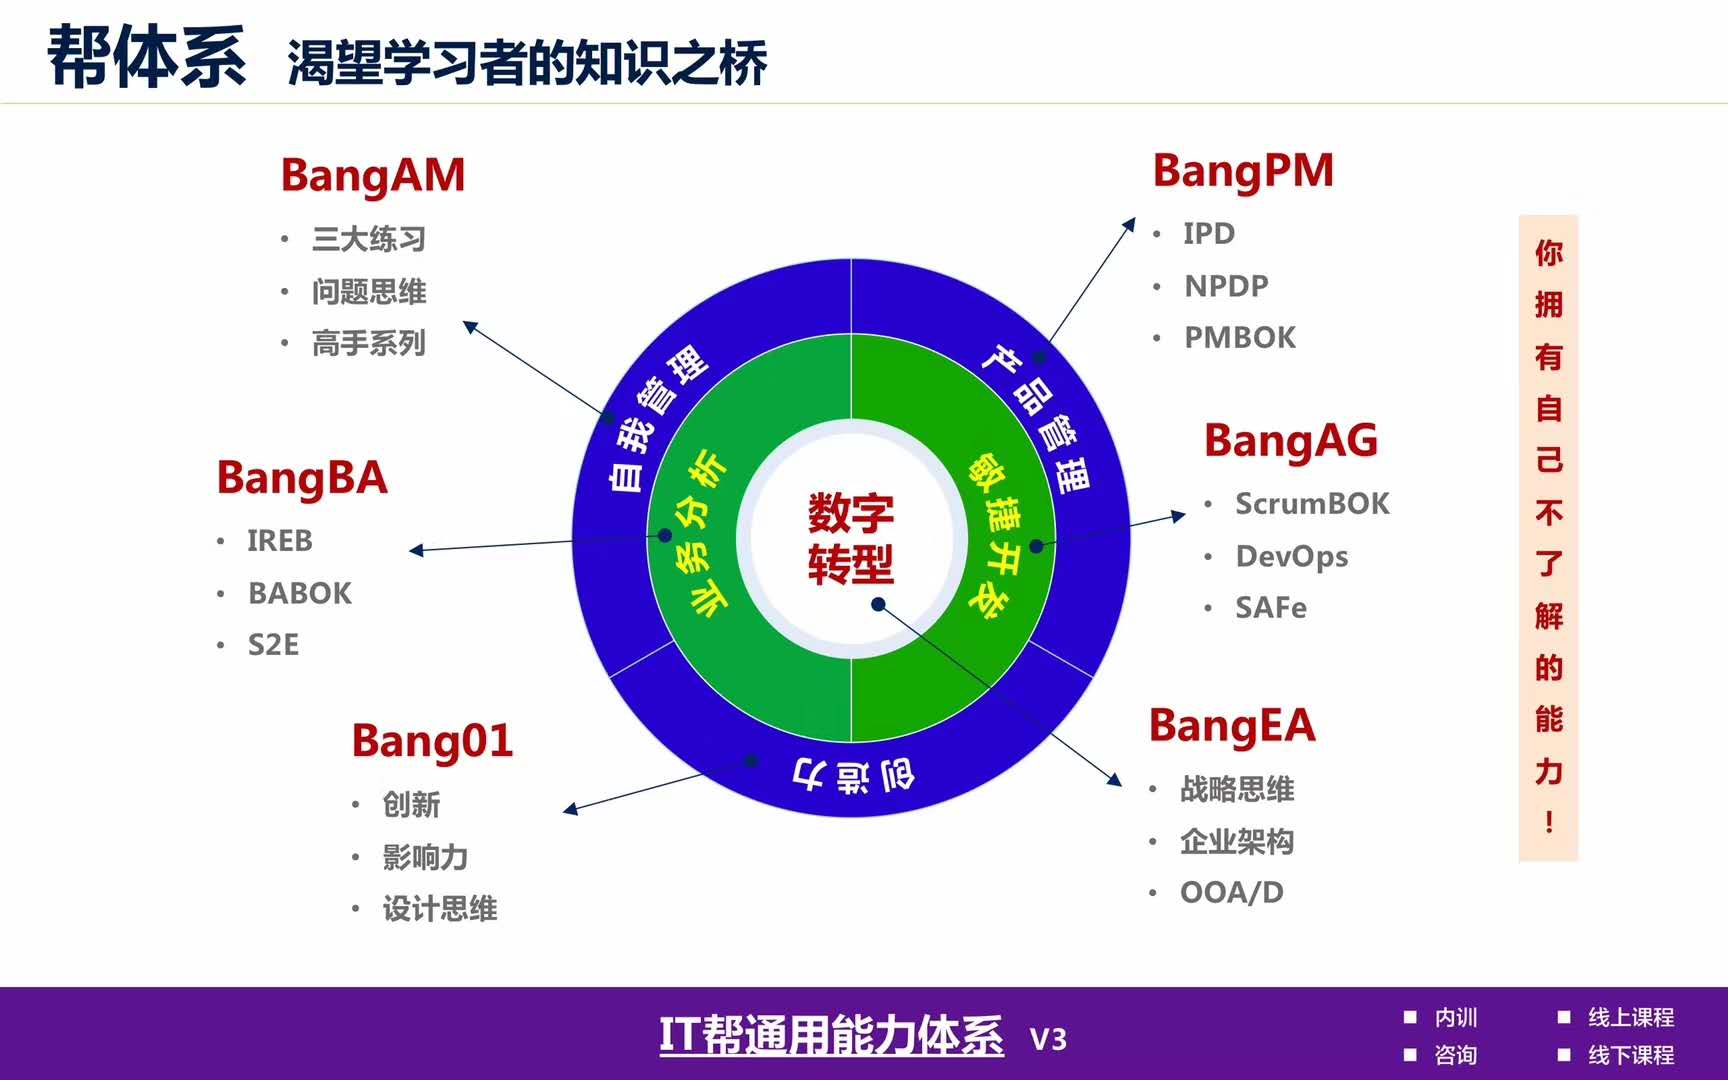 帮体系 渴望学习者的知识之桥
BangAM
• 三大练习
• 问题思维
• 高手系列
BangBA
• IREB
• BABOK
• S2E
Bang01
• 创新
• 影响力
• 设计思维
自我管理
产品管理
创造力
业务分析
敏捷开发
数字
转型
BangPM
• IPD
• NPDP
• PMBOK
BangAG
• ScrumBOK
• DevOps
• SAFe
BangEA
• 战略思维
• 企业架构
• OOA/D
你拥有自己不了解的能力！
IT帮通用能力体系 V3
■ 内训 ■ 线上课程
■ 咨询 ■ 线下课程